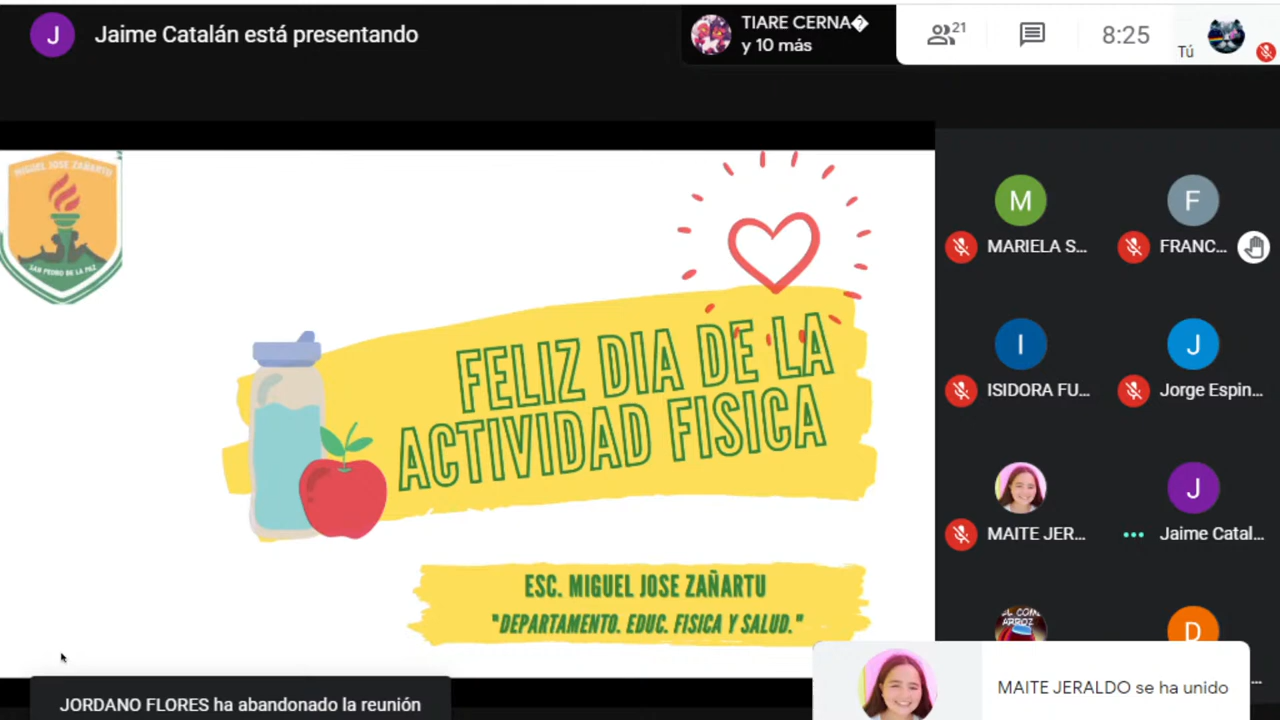 J
Jaime Catalán está presentando
TIARE CERNA�
y 10 más
21
8:25
Tú
MIGUEL JOSE ZAÑARTU
SAN PEDRO DE LA PAZ
FELIZ DIA DE LA
ACTIVIDAD FISICA
ESC. MIGUEL JOSE ZAÑARTU
"DEPARTAMENTO. EDUC. FISICA Y SALUD."
M
MARIELA S...
F
FRANC...
I
ISIDORA FU...
J
Jorge Espin...
MAITE JER...
J
Jaime Catal...
ARROZ
D
...
JORDANO FLORES ha abandonado la reunión
MAITE JERALDO se ha unido